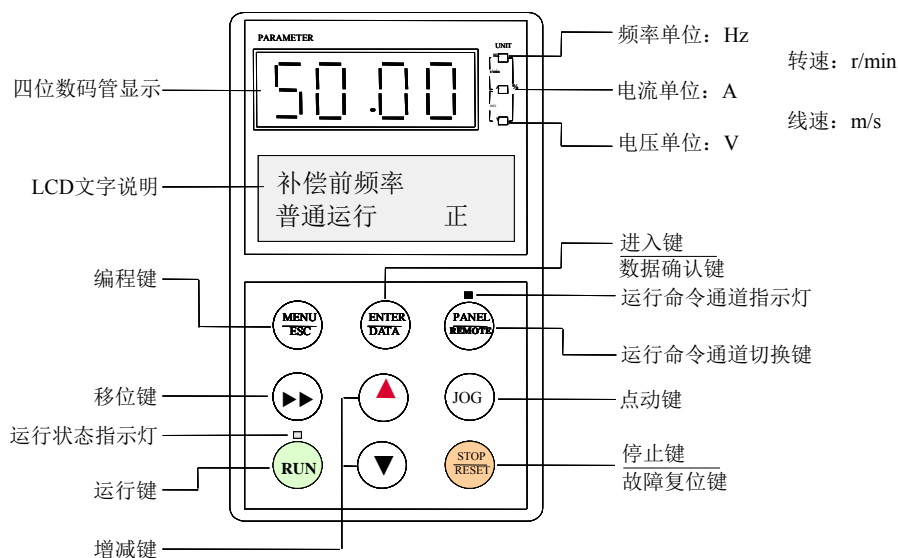 PARAMETER
UNIT
50.00
频率单位：Hz
转速：r/min
四位数码管显示
电流单位：A
线速：m/s
电压单位：V
LCD文字说明
补偿前频率
普通运行 正
进入键
数据确认键
编程键
运行命令通道指示灯
MENU
ESC
ENTER
DATA
PANEL
REMOTE
运行命令通道切换键
移位键
JOG
点动键
运行状态指示灯
RUN
STOP
RESET
停止键
故障复位键
运行键
增减键